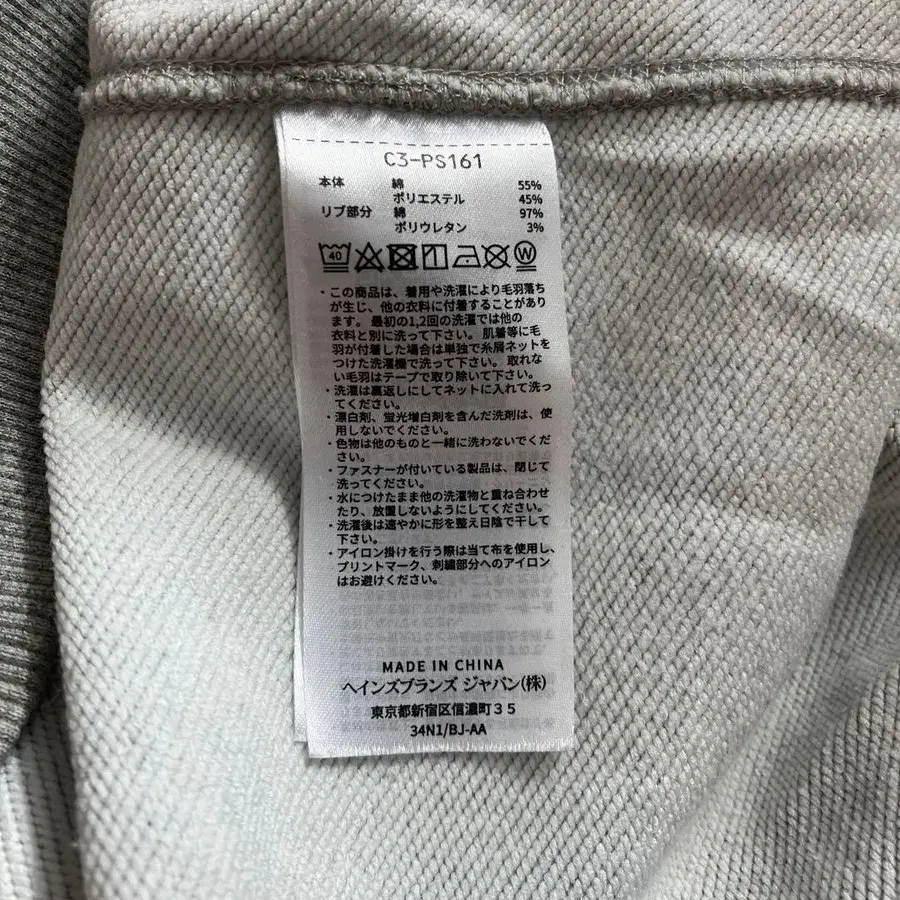 C3-PS161
本体 綿 55%
ポリエステル 45%
リブ部分 綿 97%
ポリウレタン 3%
40 W
・この商品は、着用や洗濯により毛羽落ち
が生じ、他の衣料に付着することがあり
ます。最初の1,2回の洗濯では他の
衣料と別に洗って下さい。肌着等に毛
羽が付着した場合は単独で糸屑ネットを
つけた洗濯機で洗って下さい。取れな
い毛羽はテープで取り除いて下さい。
・洗濯は裏返しにしてネットに入れて洗っ
てください。
・漂白剤、蛍光増白剤を含んだ洗剤は、使
用しないでください。
・色物は他のものと一緒に洗わないでくだ
さい。
・ファスナーが付いている製品は、閉じて
洗ってください。
・水につけたまま他の洗濯物と重ね合わせ
たり、放置しないようにしてください。
・洗濯後は速やかに形を整え日陰で干して
下さい。
・アイロン掛けを行う際は当て布を使用し、
プリントマーク、刺繍部分へのアイロン
はお避けください。
MADE IN CHINA
ヘインズブランズ ジャパン(株)
東京都新宿区信濃町35
34N1/BJ-AA